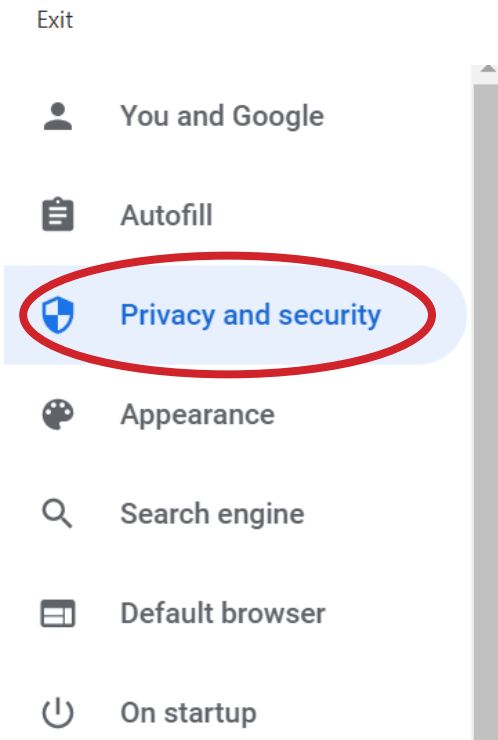 Exit
You and Google
Autofill
Privacy and security
Appearance
Search engine
Default browser
On startup